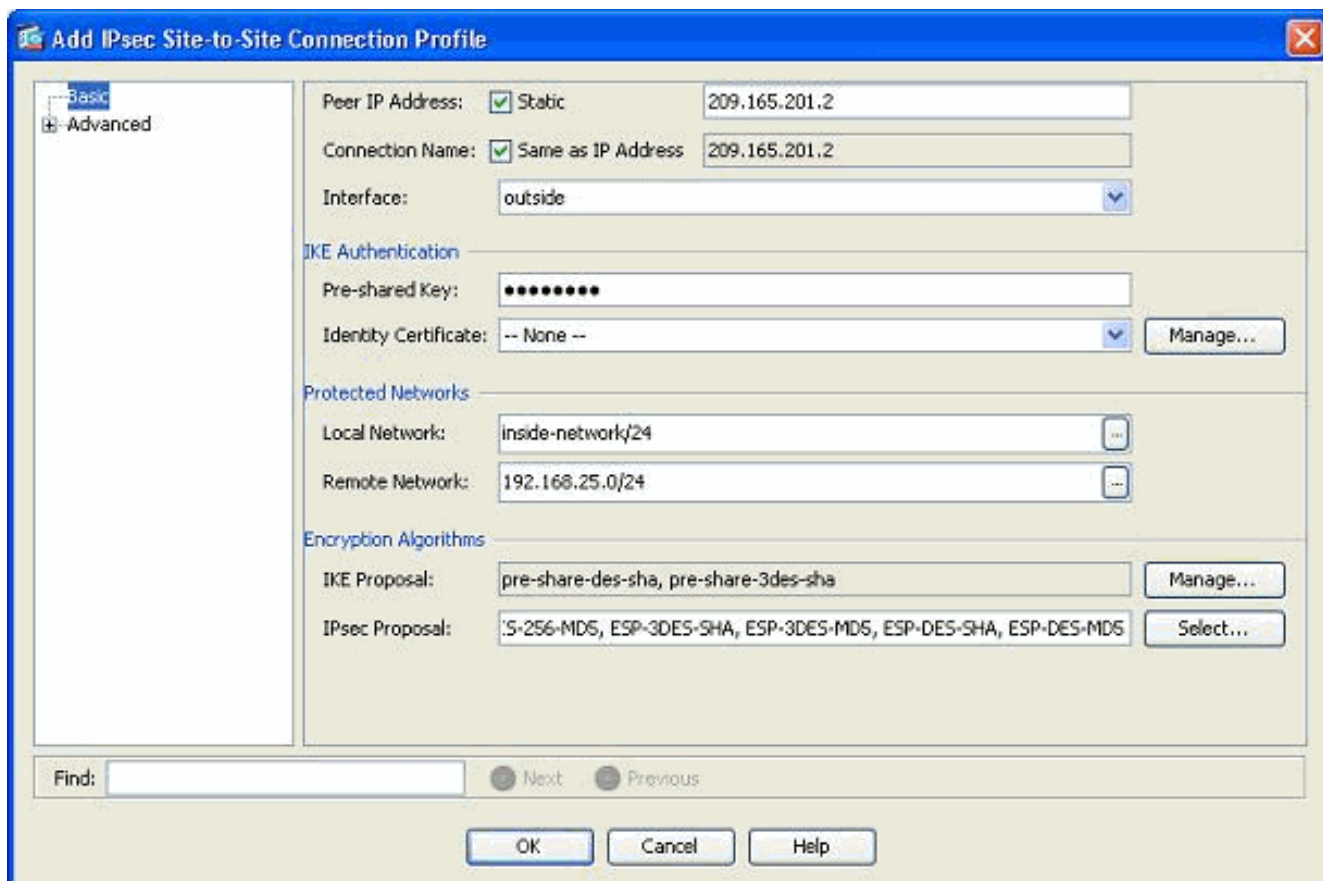 Add IPsec Site-to-Site Connection Profile
Basic
Advanced
Peer IP Address: Static 209.165.201.2
Connection Name: Same as IP Address 209.165.201.2
Interface: outside
IKE Authentication
Pre-shared Key: ••••••••
Identity Certificate: -- None -- Manage...
Protected Networks
Local Network: inside-network/24 ...
Remote Network: 192.168.25.0/24 ...
Encryption Algorithms
IKE Proposal: pre-share-des-sha, pre-share-3des-sha Manage...
IPsec Proposal: S-256-MD5, ESP-3DES-SHA, ESP-3DES-MD5, ESP-DES-SHA, ESP-DES-MD5 Select...
Find: Next Previous
OK Cancel Help